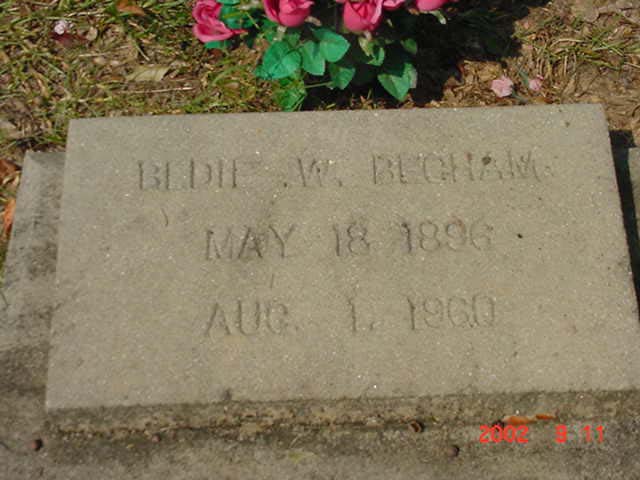 BEDIE W. BECHAM
MAY 18 1896
AUG. 1, 1960
2002 8 11